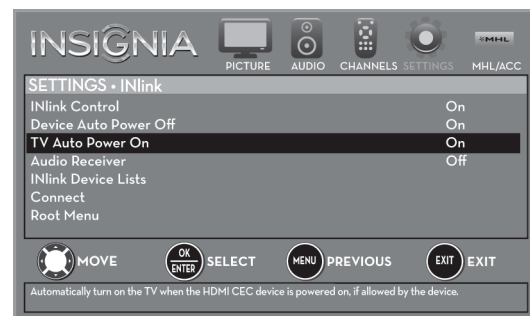 INSIGNIA
PICTURE AUDIO CHANNELS SETTINGS MHL/ACC
MHL
SETTINGS • INlink
INlink Control On
Device Auto Power Off On
TV Auto Power On On
Audio Receiver Off
INlink Device Lists
Connect
Root Menu
MOVE OK ENTER SELECT MENU PREVIOUS EXIT EXIT
Automatically turn on the TV when the HDMI CEC device is powered on, if allowed by the device.